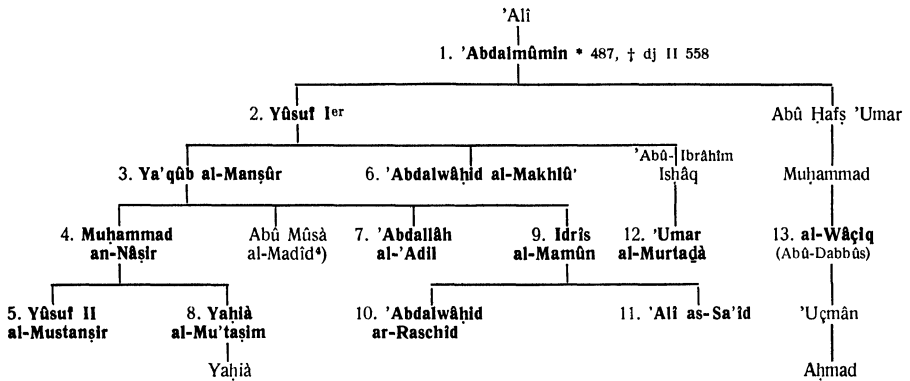 ’Alî
1. ’Abdalmûmin * 487, † dj II 558
2. Yûsuf Iᵉʳ
Abû Ḥafṣ ’Umar
3. Ya’qûb al-Manṣûr
6. ’Abdalwâḥid al-Makhlû’
’Abû-Ibrâhîm
Isḥâq
Muḥammad
4. Muḥammad
an-Nâṣir
Abû Mûsà
al-Madîd⁴)
7. ’Abdallâh
al-’Adil
9. Idrîs
al-Mamûn
12. ’Umar
al-Murtaḍà
13. al-Wâçiq
(Abû-Dabbûs)
5. Yûsuf II
al-Mustanṣir
8. Yaḥià
al-Mu’taṣim
10. ’Abdalwâḥid
ar-Raschîd
11. ’Alî as-Sa’îd
’Uçmân
Yaḥià
Aḥmad